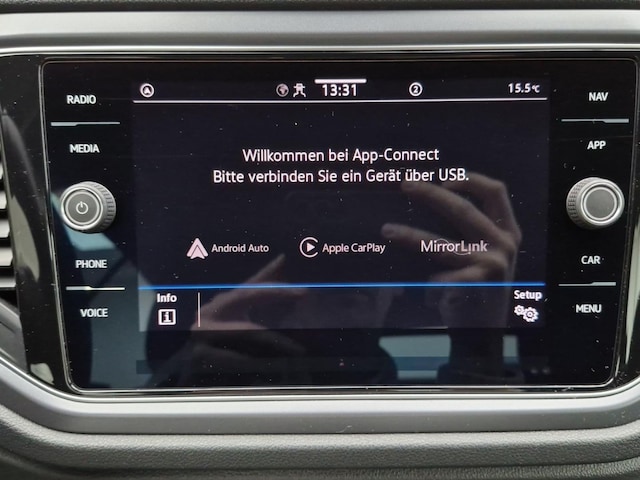 RADIO
MEDIA
PHONE
VOICE
13:31
2
15.5°C
Willkommen bei App-Connect
Bitte verbinden Sie ein Gerät über USB.
Android Auto
Apple CarPlay
MirrorLink
Info
i
Setup
NAV
APP
CAR
MENU